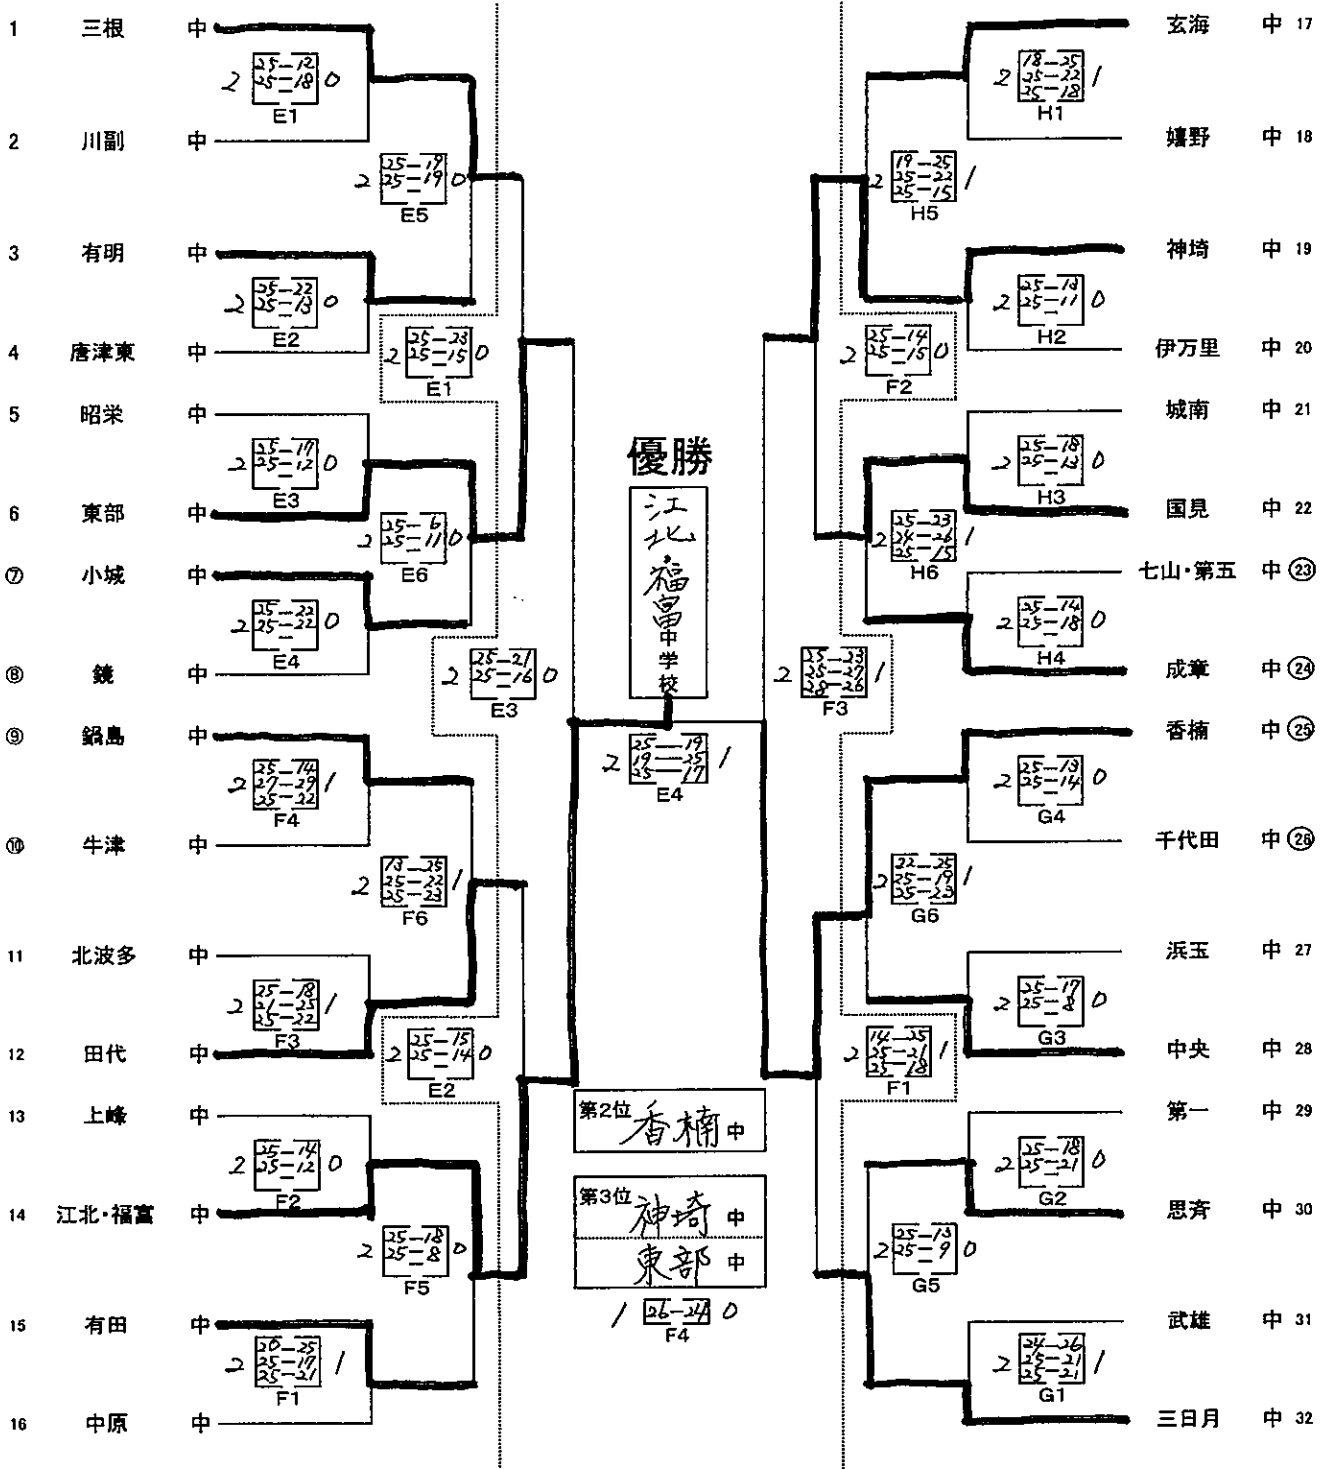 1 三根 中
2 25-12 0
25-18
E1
2 川副 中
2 25-19 0
25-19
E5
3 有明 中
2 25-22 0
25-13
E2
4 唐津東 中
2 25-23 0
25-15
E1
5 昭栄 中
2 25-17 0
25-12
E3
6 東部 中
2 25-6 0
25-11
E6
⑦ 小城 中
2 25-22 0
25-22
E4
⑧ 鏡 中
2 25-21 0
25-16
E3
⑨ 鍋島 中
2 25-14 1
27-29
25-22
F4
⑩ 牛津 中
2 13-25 1
25-22
25-23
F6
11 北波多 中
2 25-18 1
21-25
25-22
F3
12 田代 中
2 25-15 0
25-14
E2
13 上峰 中
2 25-14 0
25-12
F2
14 江北・福富 中
2 25-18 0
25-8
F5
15 有田 中
2 20-25 1
25-17
25-21
F1
16 中原 中
優勝
江北・福富中学校
2 25-19 1
19-25
25-17
E4
第2位 香楠 中
第3位 神埼 中
東部 中
1 26-24 0
F4
玄海 中 17
2 18-25 1
25-22
25-18
H1
嬉野 中 18
2 19-25 1
25-22
25-15
H5
神埼 中 19
2 25-13 0
25-11
H2
伊万里 中 20
2 25-14 0
25-15
F2
城南 中 21
2 25-18 0
25-13
H3
国見 中 22
2 25-23 1
24-26
25-15
H6
七山・第五 中 ㉓
2 25-14 0
25-18
H4
成章 中 ㉔
2 25-23 1
25-27
28-26
F3
香楠 中 ㉕
2 25-13 0
25-14
G4
千代田 中 ㉖
2 22-25 1
25-19
25-23
G6
浜玉 中 27
2 25-17 0
25-8
G3
中央 中 28
2 14-25 1
25-21
25-18
F1
第一 中 29
2 25-18 0
25-21
G2
思斉 中 30
2 25-13 0
25-9
G5
武雄 中 31
2 24-26 1
25-21
25-21
G1
三日月 中 32